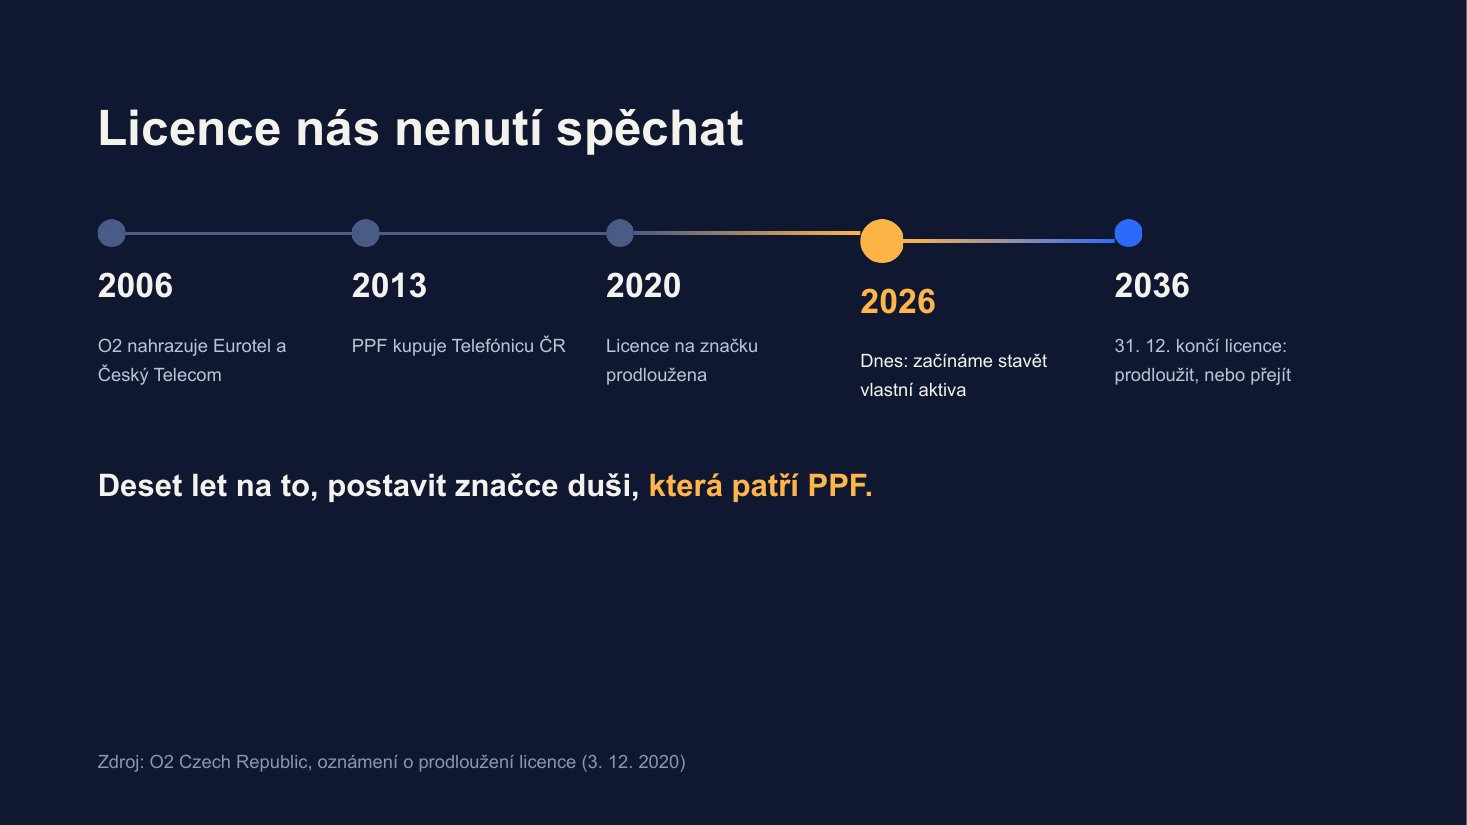 Licence nás nenutí spěchat
2006
2013
2020
2026
2036
O2 nahrazuje Eurotel a
Český Telecom
PPF kupuje Telefónicu ČR
Licence na značku
prodloužena
Dnes: začínáme stavět
vlastní aktiva
31. 12. končí licence:
prodloužit, nebo přejít
Deset let na to, postavit značce duši, která patří PPF.
Zdroj: O2 Czech Republic, oznámení o prodloužení licence (3. 12. 2020)